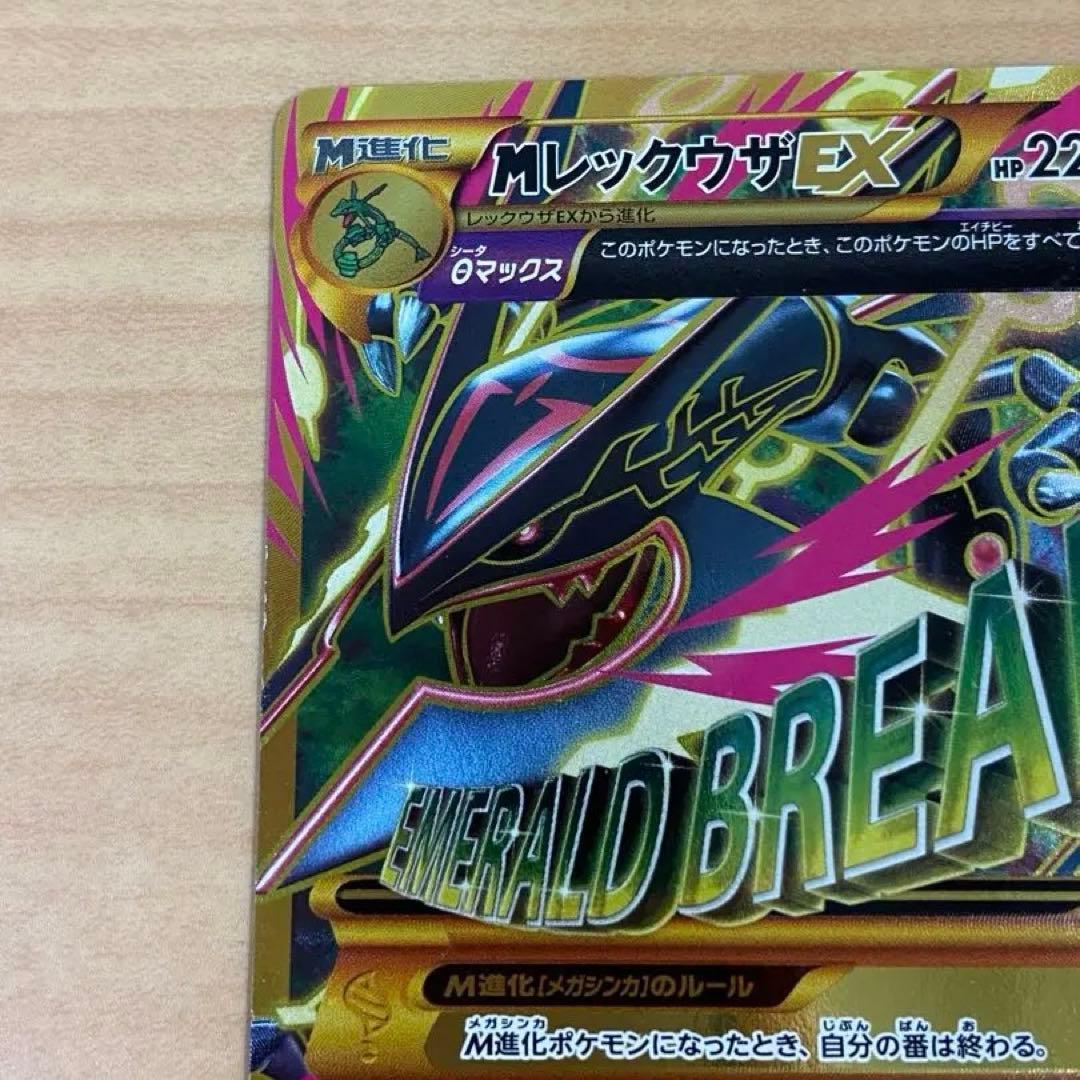 M進化 MレックウザEX HP22
レックウザEXから進化
シータ エイチピー
θマックス このポケモンになったとき、このポケモンのHPをすべて
EMERALD BREA
M進化[メガシンカ]のルール
メガシンカ じぶん ばん お
M進化ポケモンになったとき、自分の番は終わる。